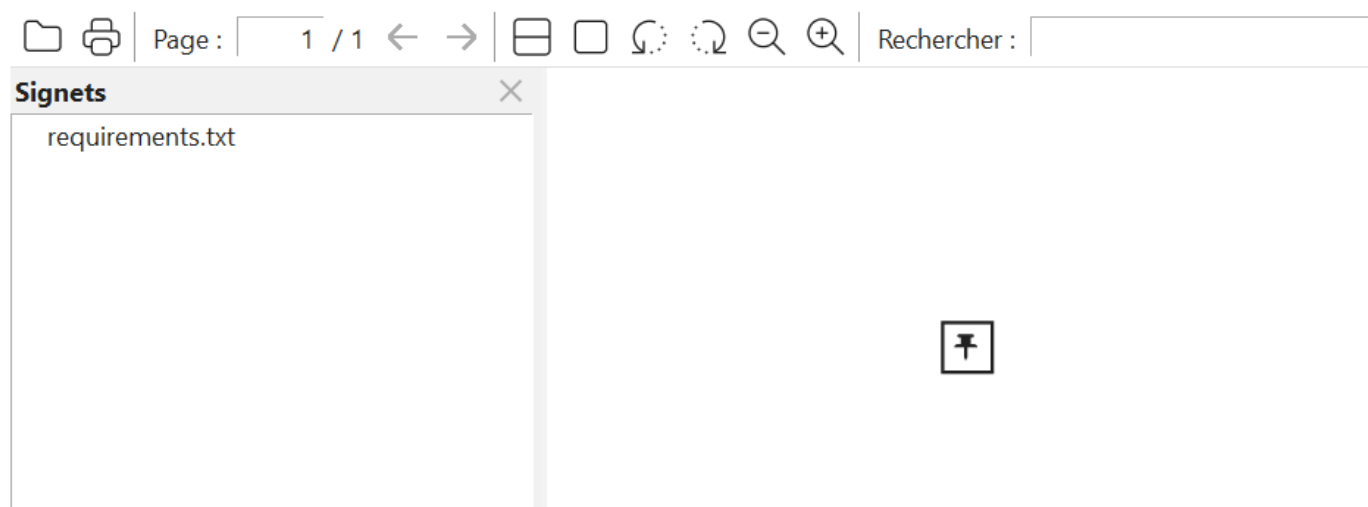 Page : 1 / 1 Rechercher :
Signets
requirements.txt